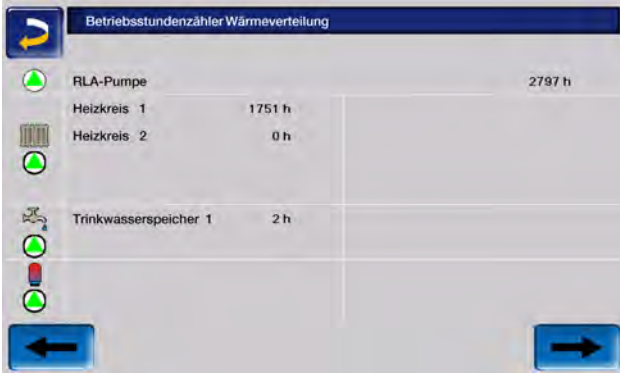 Betriebsstundenzähler Wärmeverteilung
RLA-Pumpe 2797 h
Heizkreis 1 1751 h
Heizkreis 2 0 h
Trinkwasserspeicher 1 2 h